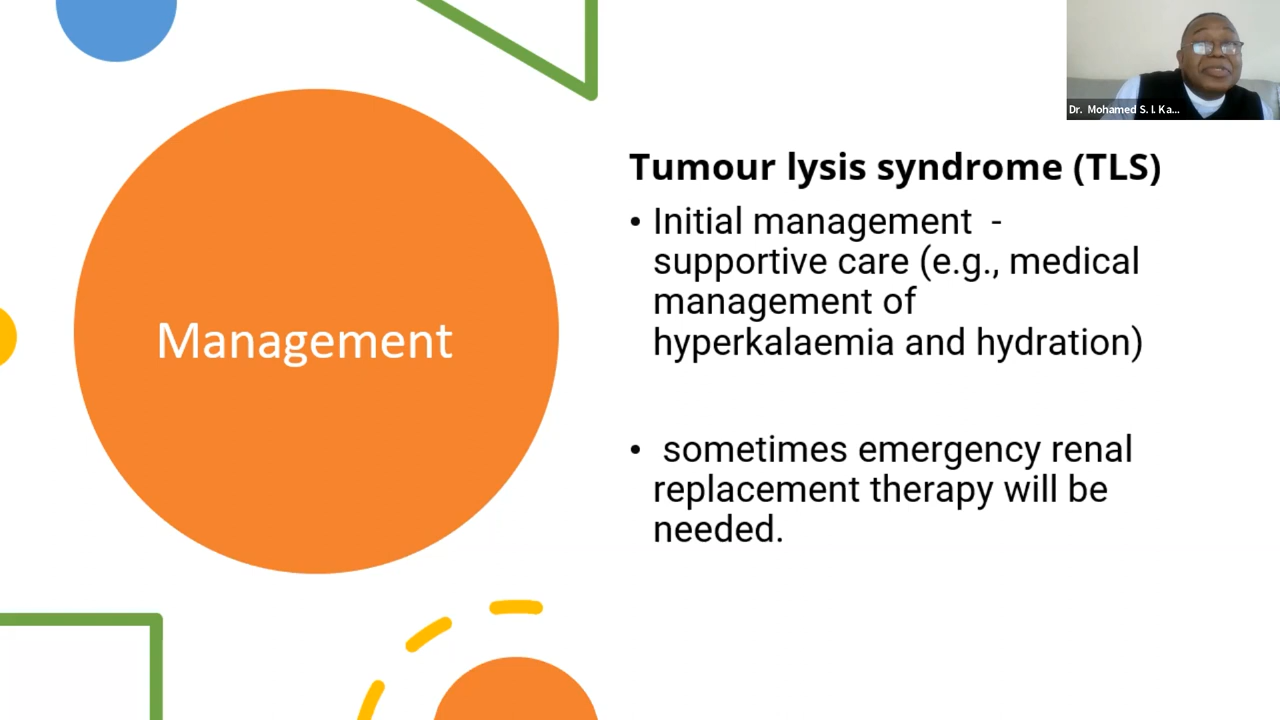 Dr. Mohamed S. I. Ka...
Tumour lysis syndrome (TLS)
• Initial management -
supportive care (e.g., medical
management of
hyperkalaemia and hydration)
Management
• sometimes emergency renal
replacement therapy will be
needed.